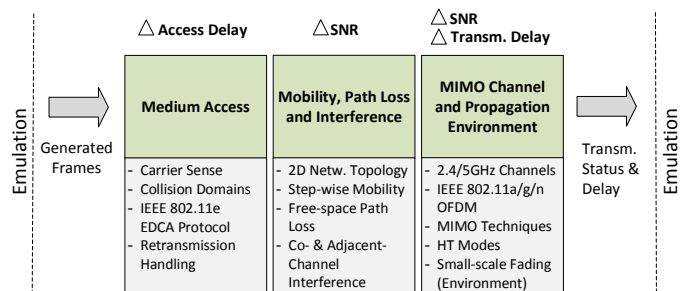 △ Access Delay
△ SNR
△ SNR
△ Transm. Delay
Emulation
Generated
Frames
Medium Access
- Carrier Sense
- Collision Domains
- IEEE 802.11e
EDCA Protocol
- Retransmission
Handling
Mobility, Path Loss
and Interference
- 2D Netw. Topology
- Step-wise Mobility
- Free-space Path
Loss
- Co- & Adjacent-
Channel
Interference
MIMO Channel
and Propagation
Environment
- 2.4/5GHz Channels
- IEEE 802.11a/g/n
OFDM
- MIMO Techniques
- HT Modes
- Small-scale Fading
(Environment)
Transm.
Status &
Delay
Emulation